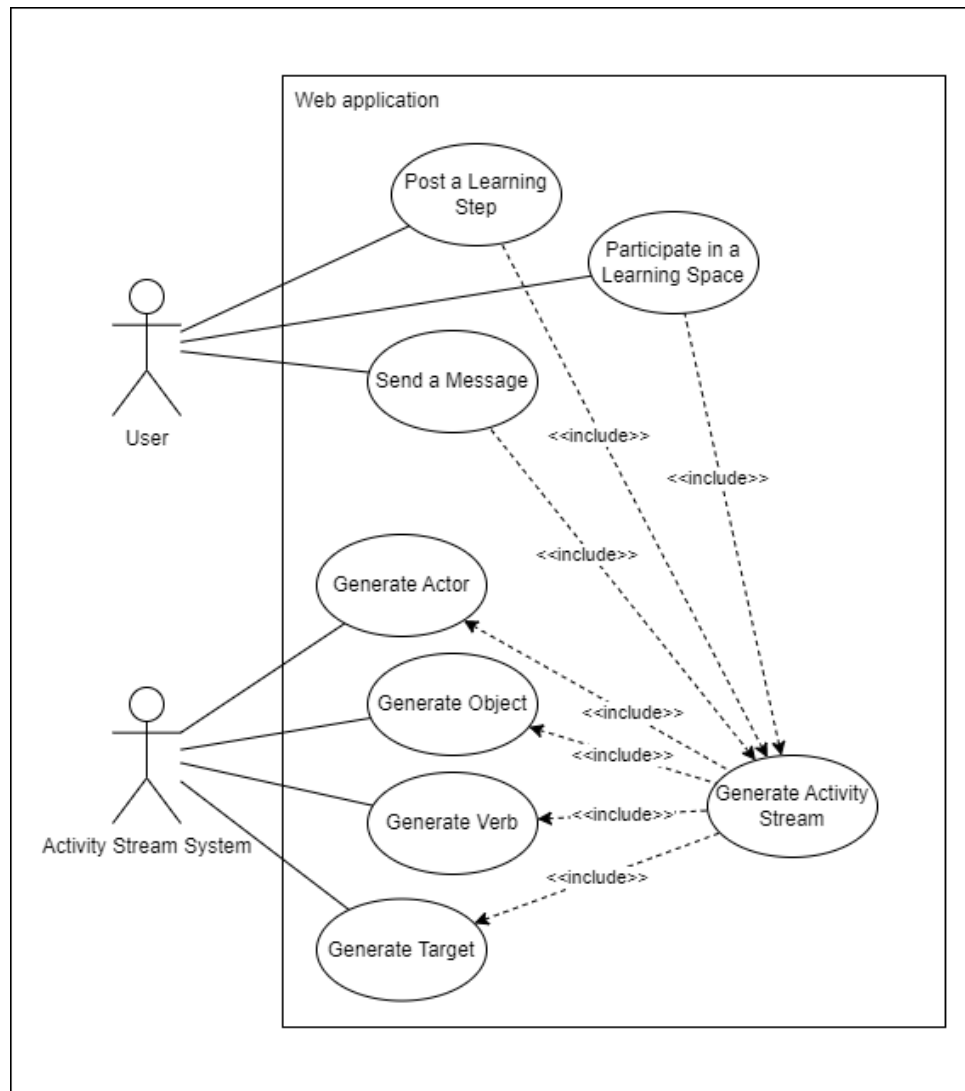 Web application
Post a Learning
Step
Participate in a
Learning Space
Send a Message
User
<<include>>
<<include>>
<<include>>
Generate Actor
Generate Object
<<include>>
<<include>>
Generate Activity
Stream
Generate Verb
<<include>>
Activity Stream System
<<include>>
Generate Target